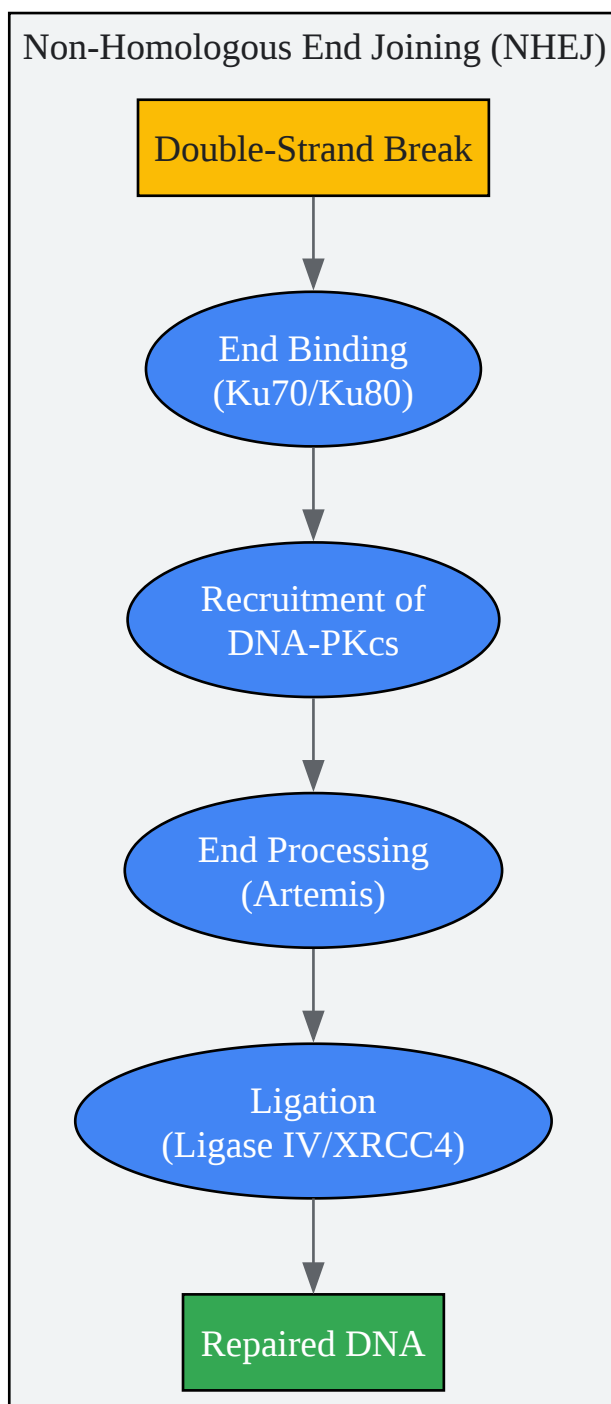 Non-Homologous End Joining (NHEJ)
Double-Strand Break
End Binding
(Ku70/Ku80)
Recruitment of
DNA-PKcs
End Processing
(Artemis)
Ligation
(Ligase IV/XRCC4)
Repaired DNA